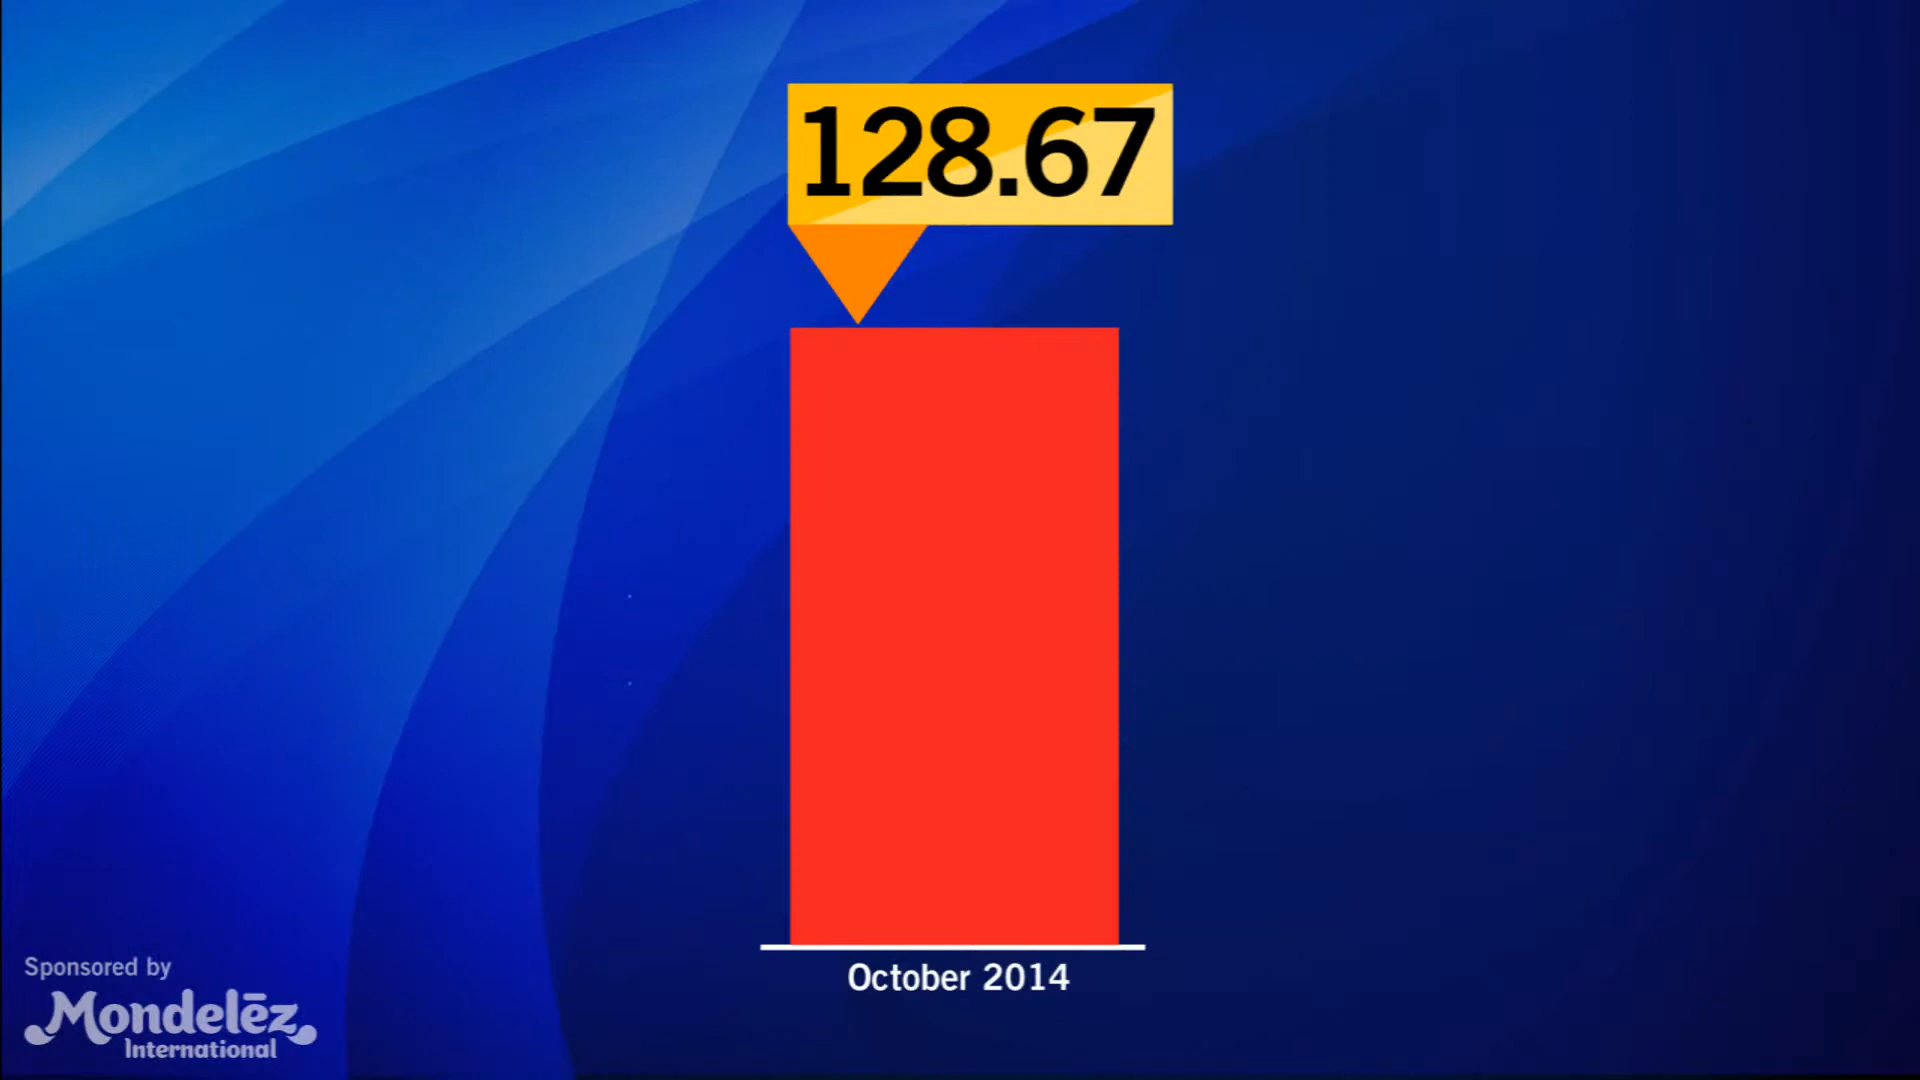 128.67
October 2014
Sponsored by
Mondelēz
International